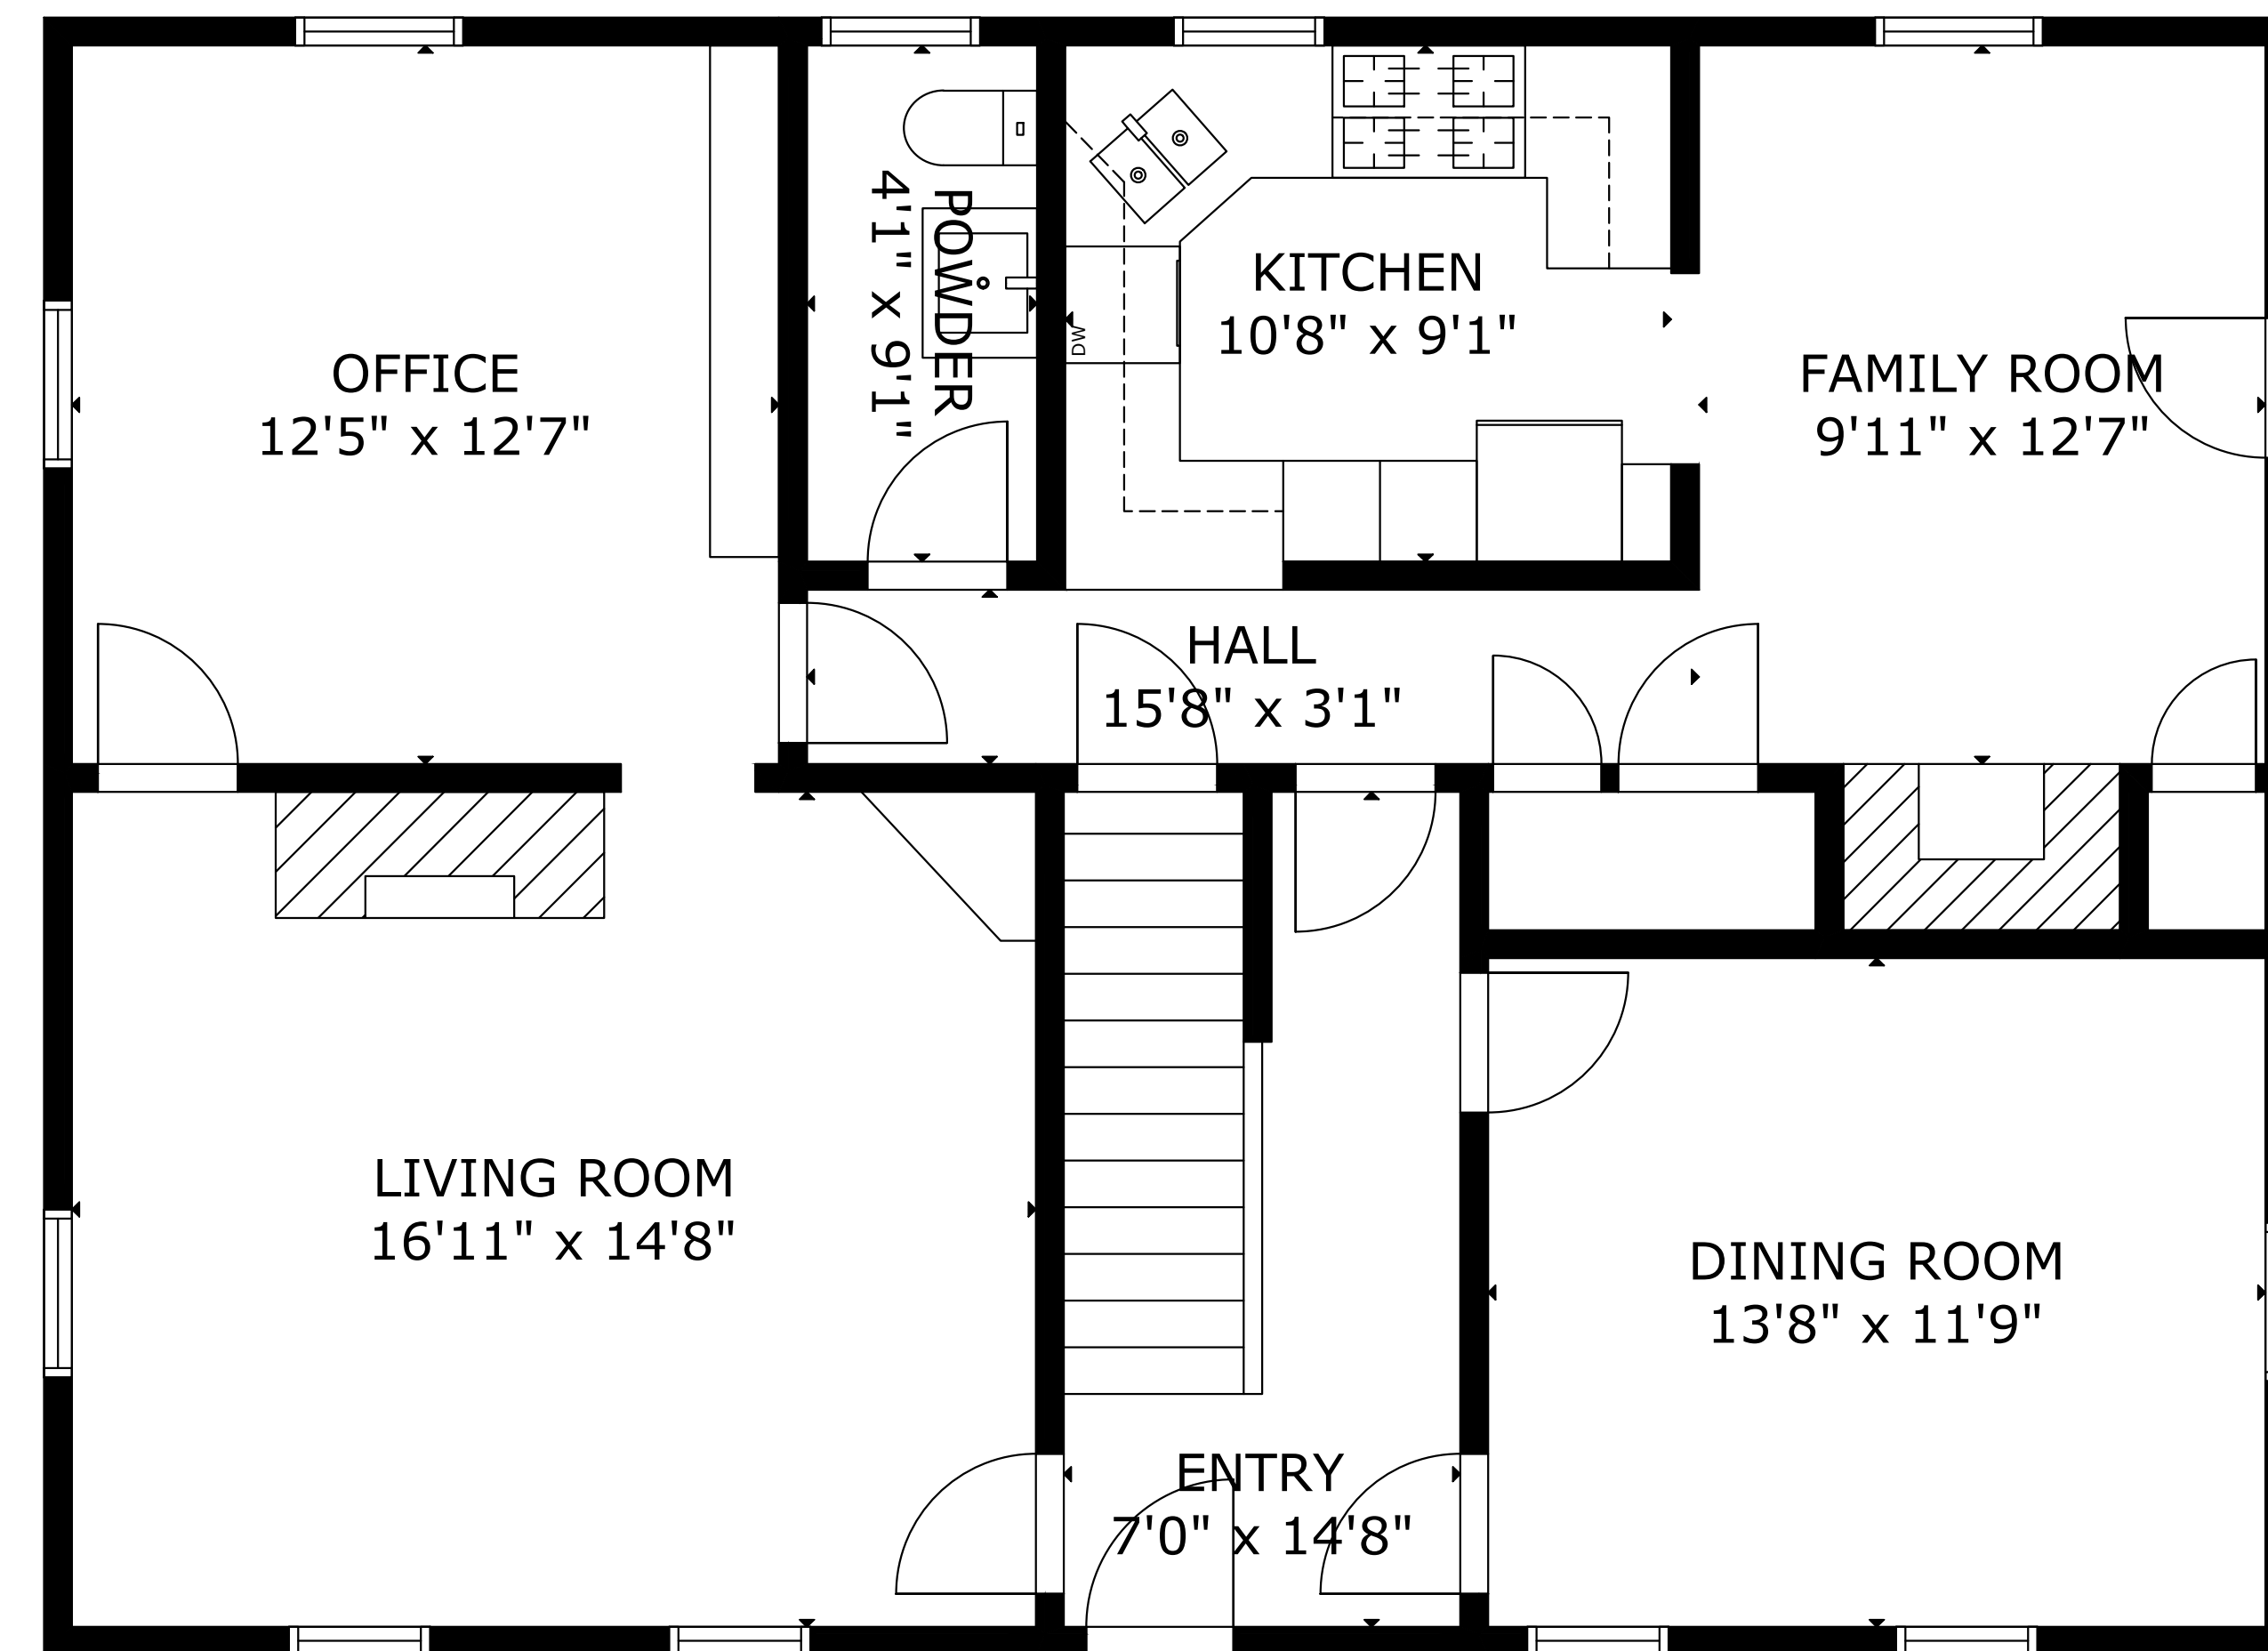 POWDER
4'1" x 9'1"
KITCHEN
10'8" x 9'1"
DW
OFFICE
12'5" x 12'7"
FAMILY ROOM
9'11" x 12'7"
HALL
15'8" x 3'1"
LIVING ROOM
16'11" x 14'8"
DINING ROOM
13'8" x 11'9"
ENTRY
7'0" x 14'8"